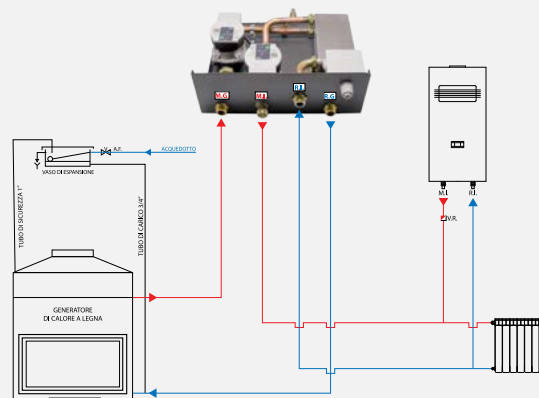 M.G.
M.I.
R.I.
R.G
V
A.F.
ACQUEDOTTO
VASO DI ESPANSIONE
TUBO DI SICUREZZA 1"
TUBO DI CARICO 3/4"
M.I.
R.I.
V.R.
GENERATORE
DI CALORE A LEGNA